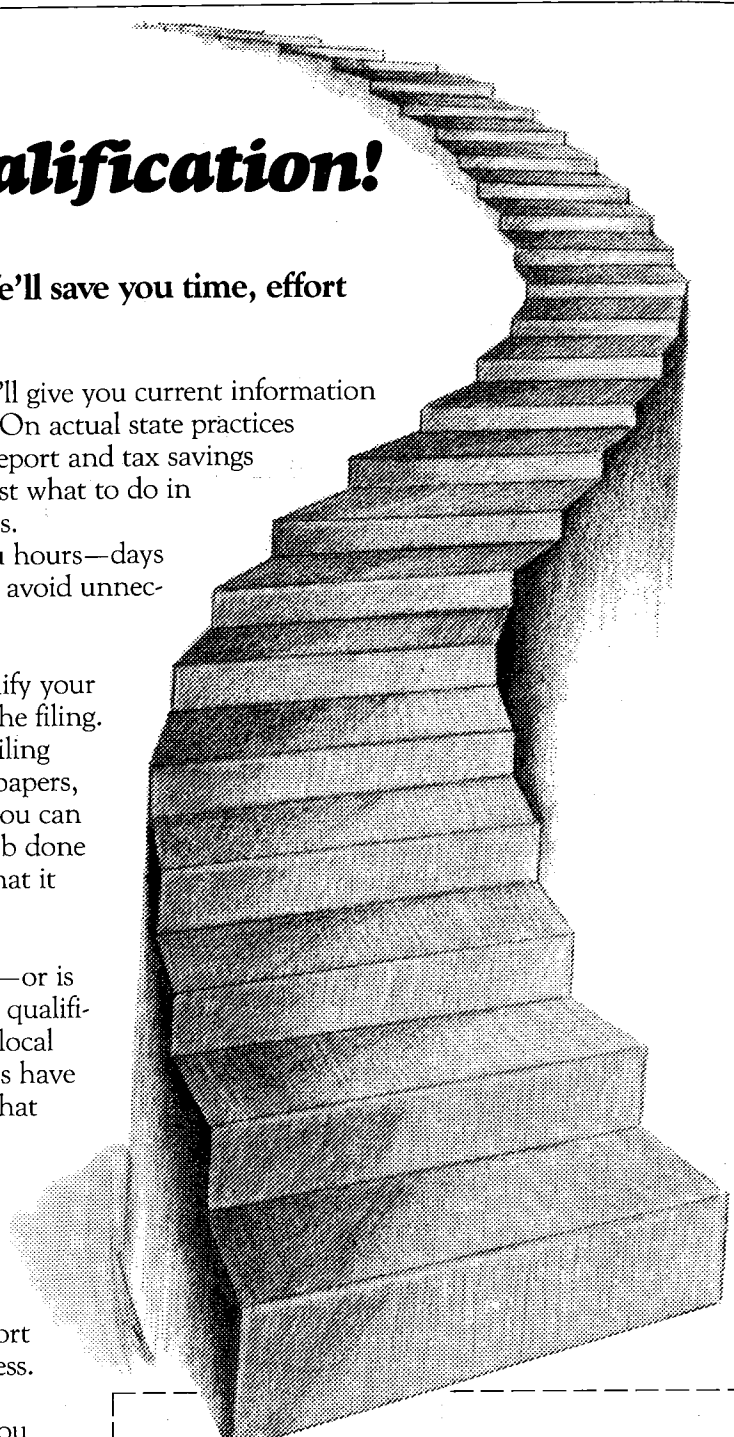 alification!
e'll save you time, effort
'll give you current information
On actual state practices
eport and tax savings
st what to do in
s.
u hours—days
avoid unnec-
ify your
he filing.
iling
papers,
ou can
b done
hat it
—or is
qualifi-
local
s have
hat
ort
ess.
ou